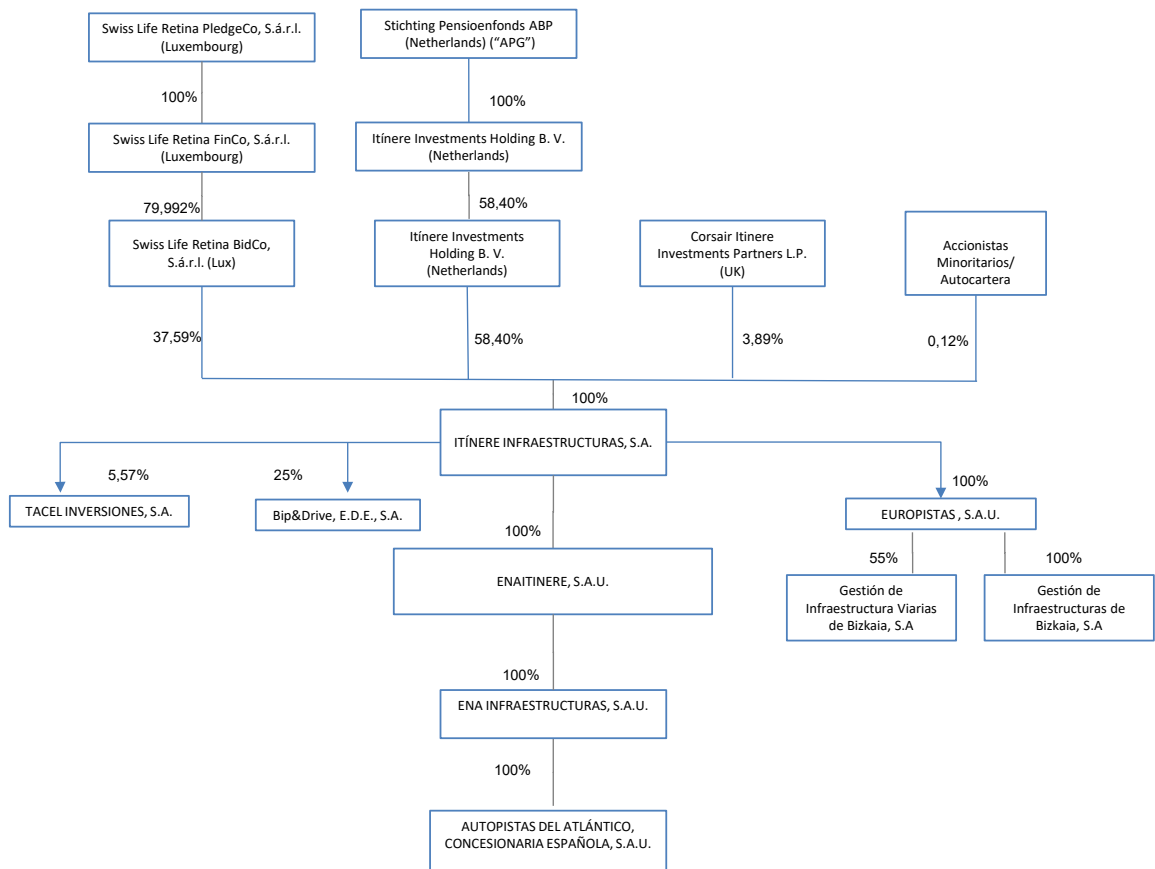 Swiss Life Retina PledgeCo, S.á.r.l.
(Luxembourg)
Stichting Pensioenfonds ABP
(Netherlands) (“APG”)
100%
100%
Swiss Life Retina FinCo, S.á.r.l.
(Luxembourg)
Itínere Investments Holding B. V.
(Netherlands)
79,992%
58,40%
Swiss Life Retina BidCo,
S.á.r.l. (Lux)
Itínere Investments
Holding B. V.
(Netherlands)
Corsair Itinere
Investments Partners L.P.
(UK)
Accionistas
Minoritarios/
Autocartera
37,59%
58,40%
3,89%
0,12%
100%
ITÍNERE INFRAESTRUCTURAS, S.A.
5,57%
25%
100%
TACEL INVERSIONES, S.A.
Bip&Drive, E.D.E., S.A.
EUROPISTAS , S.A.U.
100%
55%
100%
ENAITINERE, S.A.U.
Gestión de
Infraestructura Viarias
de Bizkaia, S.A
Gestión de
Infraestructuras de
Bizkaia, S.A
100%
ENA INFRAESTRUCTURAS, S.A.U.
100%
AUTOPISTAS DEL ATLÁNTICO,
CONCESIONARIA ESPAÑOLA, S.A.U.